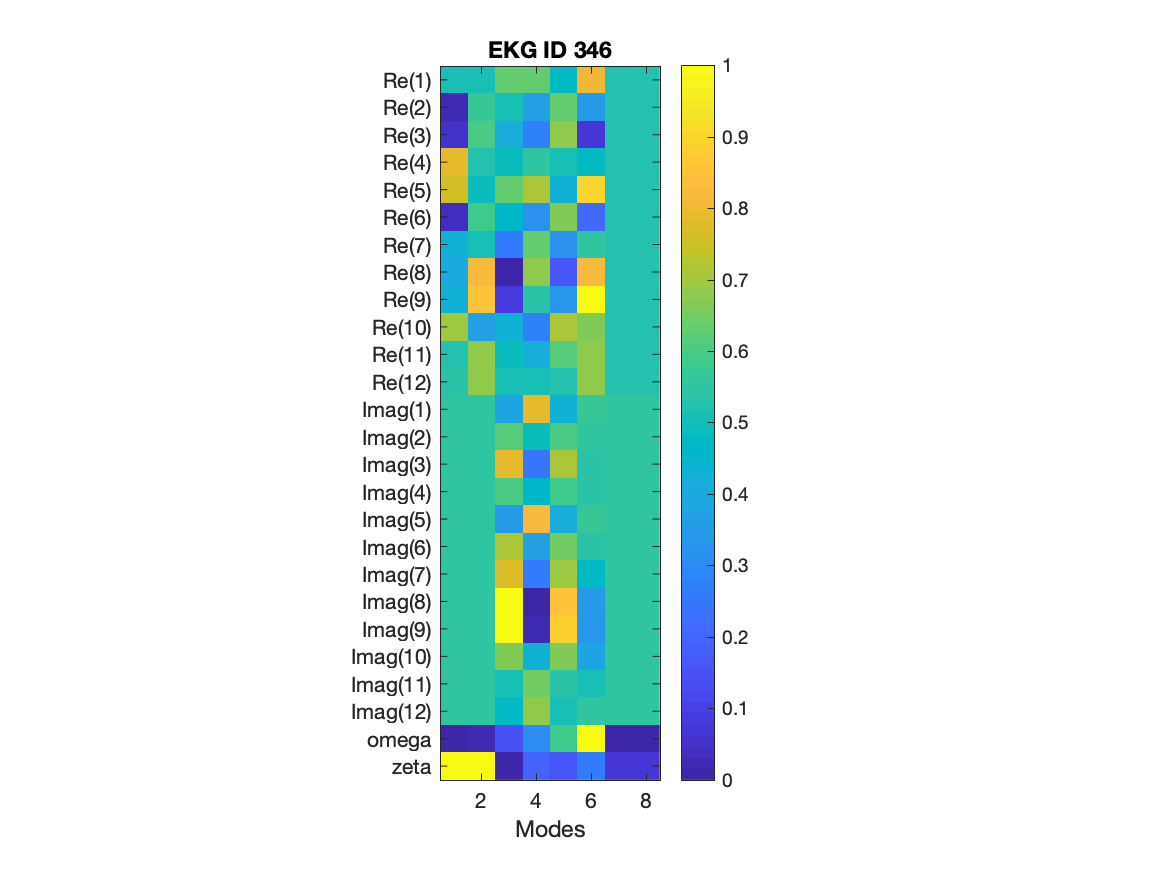 EKG ID 346
Re(1)
Re(2)
Re(3)
Re(4)
Re(5)
Re(6)
Re(7)
Re(8)
Re(9)
Re(10)
Re(11)
Re(12)
Imag(1)
Imag(2)
Imag(3)
Imag(4)
Imag(5)
Imag(6)
Imag(7)
Imag(8)
Imag(9)
Imag(10)
Imag(11)
Imag(12)
omega
zeta
2 4 6 8
Modes
1
0.9
0.8
0.7
0.6
0.5
0.4
0.3
0.2
0.1
0